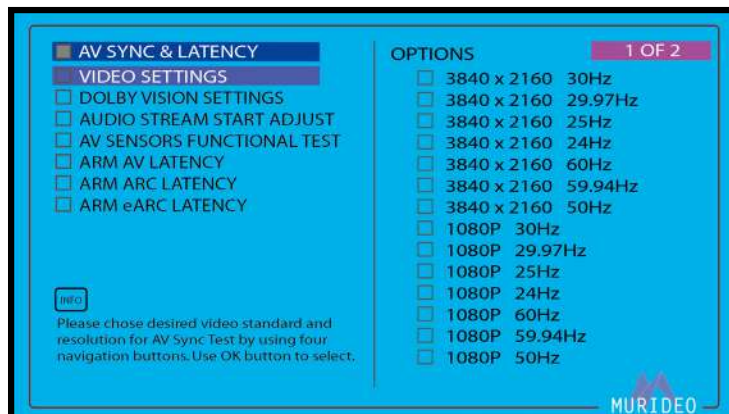 AV SYNC & LATENCY
VIDEO SETTINGS
DOLBY VISION SETTINGS
AUDIO STREAM START ADJUST
AV SENSORS FUNCTIONAL TEST
ARM AV LATENCY
ARM ARC LATENCY
ARM eARC LATENCY
INFO
Please chose desired video standard and
resolution for AV Sync Test by using four
navigation buttons. Use OK button to select.
OPTIONS 1 OF 2
3840 x 2160 30Hz
3840 x 2160 29.97Hz
3840 x 2160 25Hz
3840 x 2160 24Hz
3840 x 2160 60Hz
3840 x 2160 59.94Hz
3840 x 2160 50Hz
1080P 30Hz
1080P 29.97Hz
1080P 25Hz
1080P 24Hz
1080P 60Hz
1080P 59.94Hz
1080P 50Hz
MURIDEO